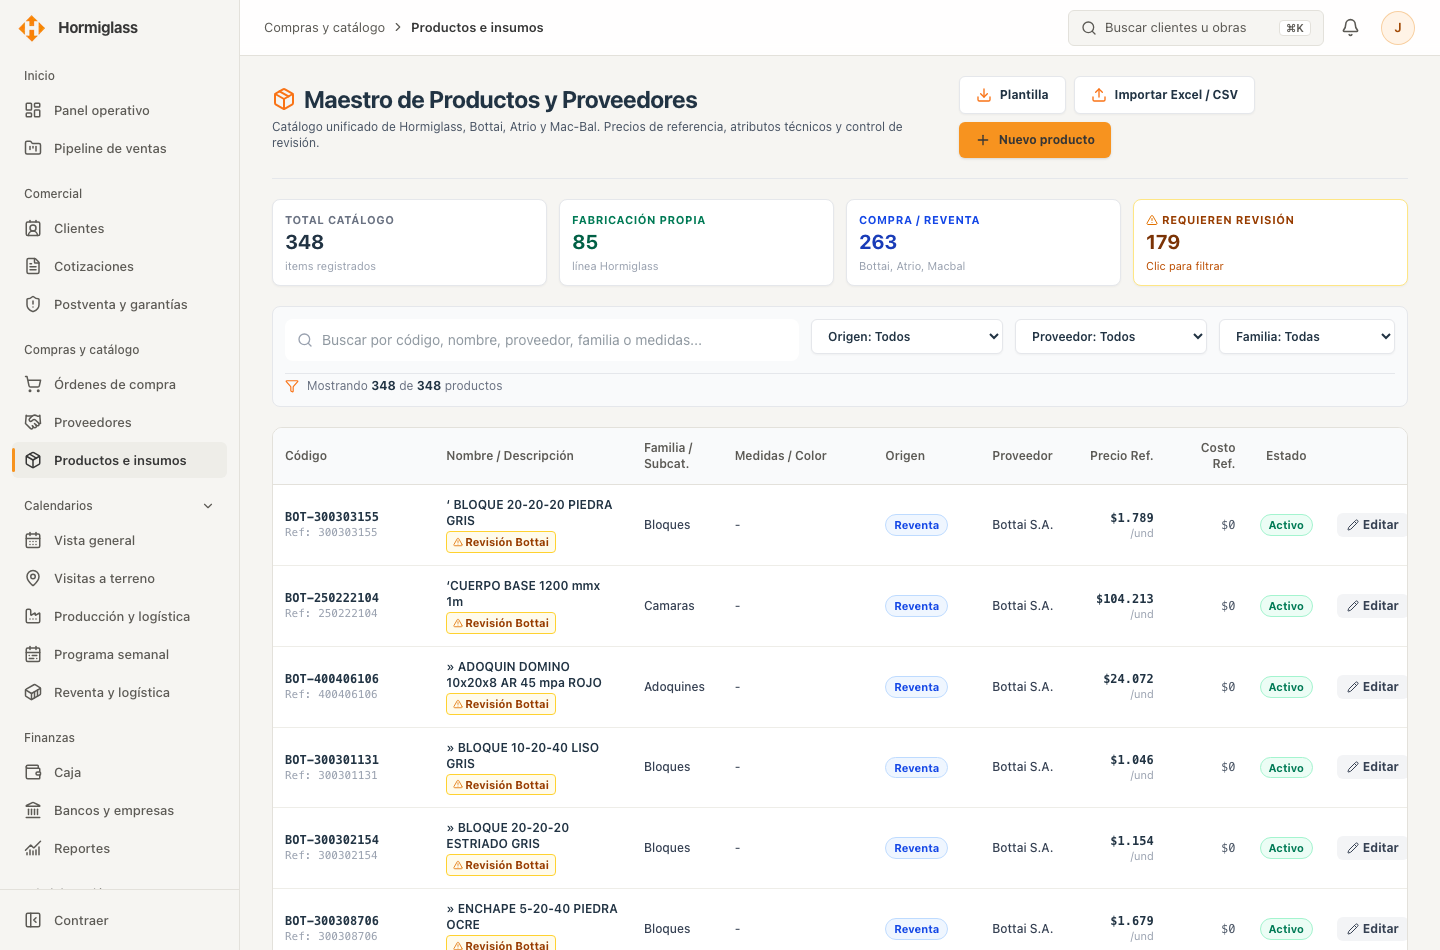 Hormiglass
Inicio
Panel operativo
Pipeline de ventas
Comercial
Clientes
Cotizaciones
Postventa y garantías
Compras y catálogo
Órdenes de compra
Proveedores
Productos e insumos
Calendarios
Vista general
Visitas a terreno
Producción y logística
Programa semanal
Reventa y logística
Finanzas
Caja
Bancos y empresas
Reportes
Contraer
Compras y catálogo > Productos e insumos
Buscar clientes u obras ⌘K
J
Maestro de Productos y Proveedores
Catálogo unificado de Hormiglass, Bottai, Atrio y Mac-Bal. Precios de referencia, atributos técnicos y control de
revisión.
Plantilla
Importar Excel / CSV
Nuevo producto
TOTAL CATÁLOGO
348
items registrados
FABRICACIÓN PROPIA
85
línea Hormiglass
COMPRA / REVENTA
263
Bottai, Atrio, Macbal
REQUIEREN REVISIÓN
179
Clic para filtrar
Buscar por código, nombre, proveedor, familia o medidas...
Origen: Todos
Proveedor: Todos
Familia: Todas
Mostrando 348 de 348 productos
Código
Nombre / Descripción
Familia /
Subcat.
Medidas / Color
Origen
Proveedor
Precio Ref.
Costo
Ref.
Estado
BOT-300303155
Ref: 300303155
‘ BLOQUE 20-20-20 PIEDRA
GRIS
Revisión Bottai
Bloques
-
Reventa
Bottai S.A.
$1.789
/und
$0
Activo
Editar
BOT-250222104
Ref: 250222104
‘CUERPO BASE 1200 mmx
1m
Revisión Bottai
Camaras
-
Reventa
Bottai S.A.
$104.213
/und
$0
Activo
Editar
BOT-400406106
Ref: 400406106
» ADOQUIN DOMINO
10x20x8 AR 45 mpa ROJO
Revisión Bottai
Adoquines
-
Reventa
Bottai S.A.
$24.072
/und
$0
Activo
Editar
BOT-300301131
Ref: 300301131
» BLOQUE 10-20-40 LISO
GRIS
Revisión Bottai
Bloques
-
Reventa
Bottai S.A.
$1.046
/und
$0
Activo
Editar
BOT-300302154
Ref: 300302154
» BLOQUE 20-20-20
ESTRIADO GRIS
Revisión Bottai
Bloques
-
Reventa
Bottai S.A.
$1.154
/und
$0
Activo
Editar
BOT-300308706
Ref: 300308706
» ENCHAPE 5-20-40 PIEDRA
OCRE
Revisión Bottai
Bloques
-
Reventa
Bottai S.A.
$1.679
/und
$0
Activo
Editar